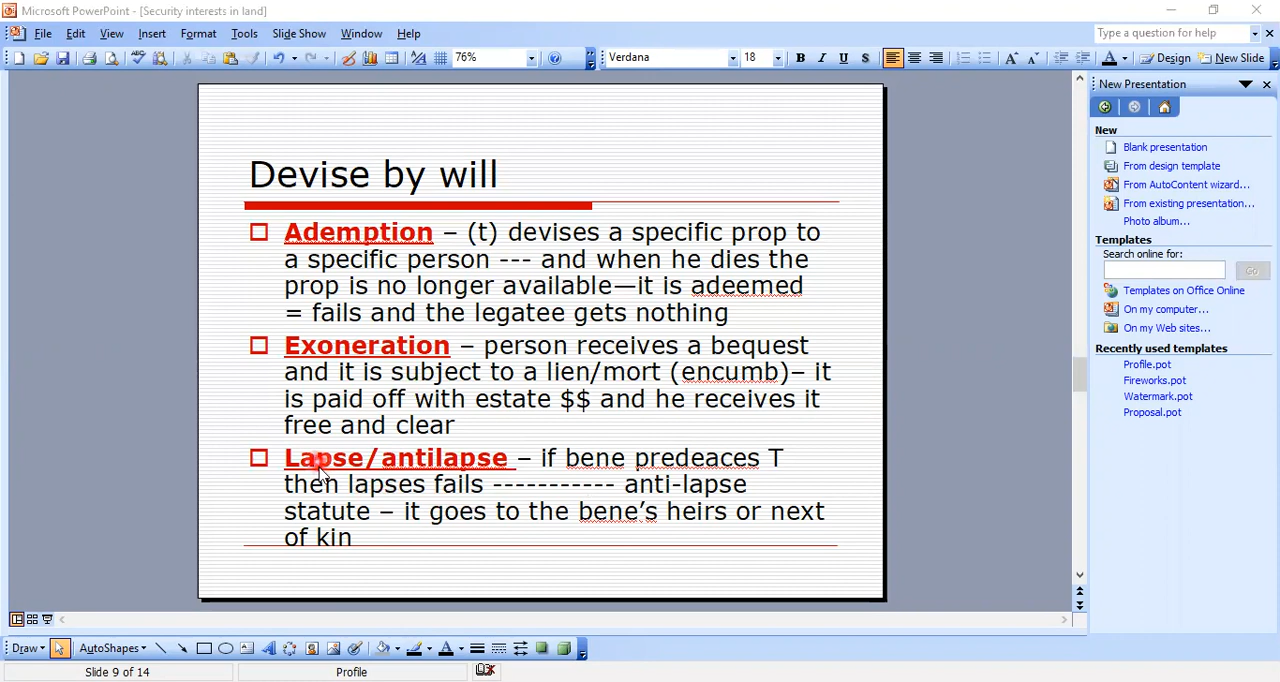 Microsoft PowerPoint - [Security interests in land]
File Edit View Insert Format Tools Slide Show Window Help
Type a question for help
76%
Verdana 18 B I U S
Design New Slide
New Presentation
New
Blank presentation
From design template
From AutoContent wizard...
From existing presentation...
Photo album...
Templates
Search online for:
Go
Templates on Office Online
On my computer...
On my Web sites...
Recently used templates
Profile.pot
Fireworks.pot
Watermark.pot
Proposal.pot
Devise by will
Ademption – (t) devises a specific prop to
a specific person --- and when he dies the
prop is no longer available—it is adeemed
= fails and the legatee gets nothing
Exoneration – person receives a bequest
and it is subject to a lien/mort (encumb)– it
is paid off with estate $$ and he receives it
free and clear
Lapse/antilapse – if bene predeaces T
then lapses fails ----------- anti-lapse
statute – it goes to the bene’s heirs or next
of kin
Draw AutoShapes
Slide 9 of 14 Profile